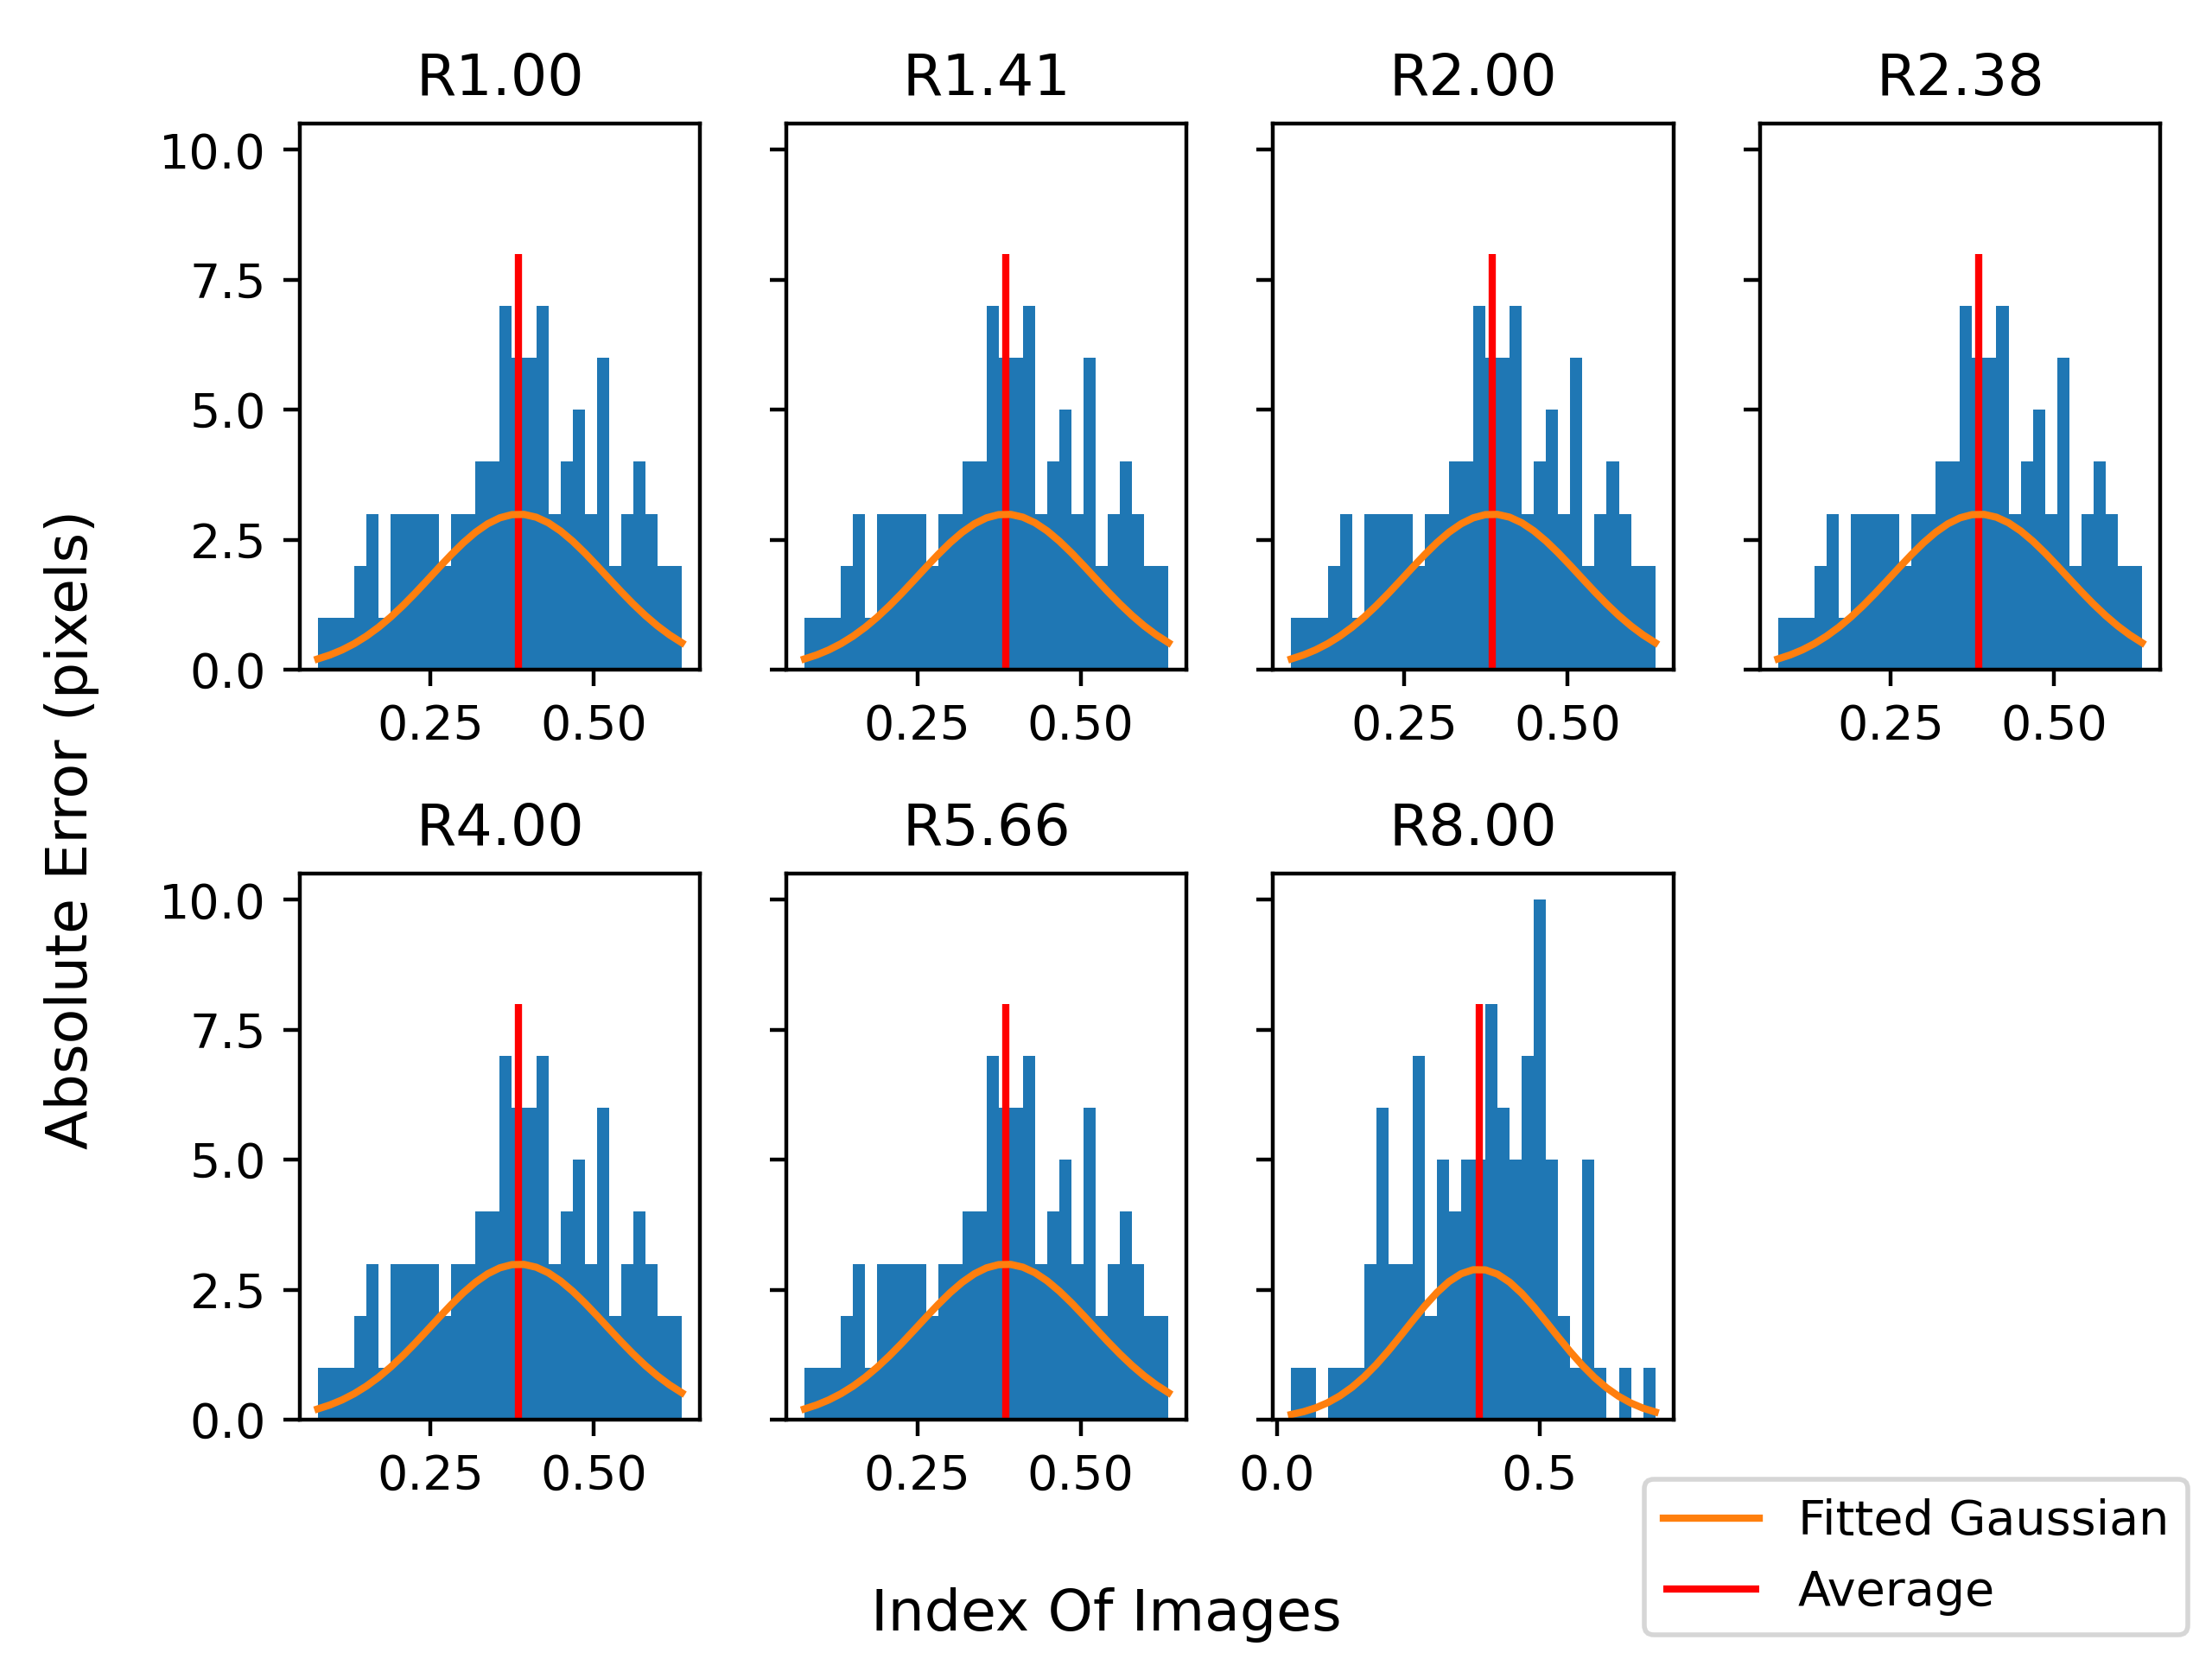 R1.00 R1.41 R2.00 R2.38
10.0
7.5
5.0
2.5
0.0
0.25 0.50 0.25 0.50 0.25 0.50 0.25 0.50
Absolute Error (pixels)
R4.00 R5.66 R8.00
10.0
7.5
5.0
2.5
0.0
0.25 0.50 0.25 0.50 0.0 0.5
Fitted Gaussian
Average
Index Of Images